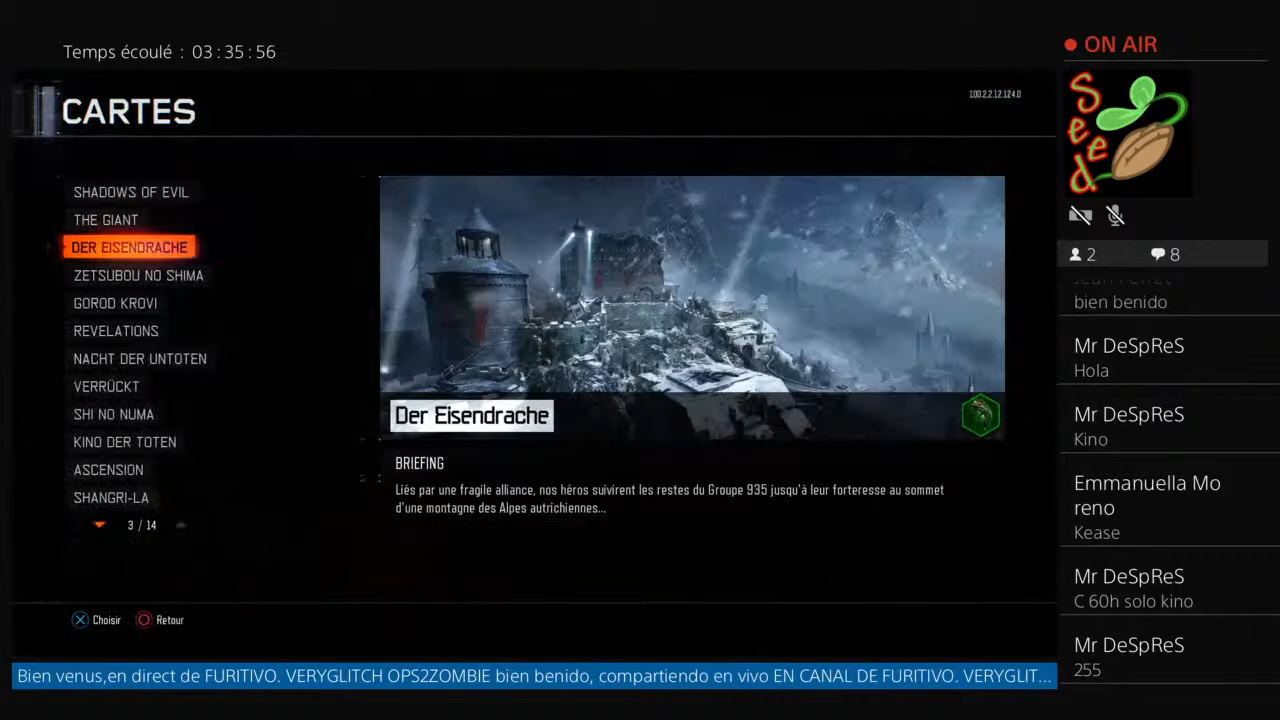 Temps écoulé : 03:35:56
ON AIR
CARTES
100.2.2.12.124.0
Seed
SHADOWS OF EVIL
THE GIANT
DER EISENDRACHE
ZETSUBOU NO SHIMA
GOROD KROVI
REVELATIONS
NACHT DER UNTOTEN
VERRÜCKT
SHI NO NUMA
KINO DER TOTEN
ASCENSION
SHANGRI-LA
3 / 14
Der Eisendrache
BRIEFING
Liés par une fragile alliance, nos héros suivirent les restes du Groupe 935 jusqu'à leur forteresse au sommet
d'une montagne des Alpes autrichiennes...
Choisir
Retour
2
8
bien benido
Mr DeSpReS
Hola
Mr DeSpReS
Kino
Emmanuella Mo
reno
Kease
Mr DeSpReS
C 60h solo kino
Mr DeSpReS
255
Bien venus,en direct de FURITIVO. VERYGLITCH OPS2ZOMBIE bien benido, compartiendo en vivo EN CANAL DE FURITIVO. VERYGLIT...